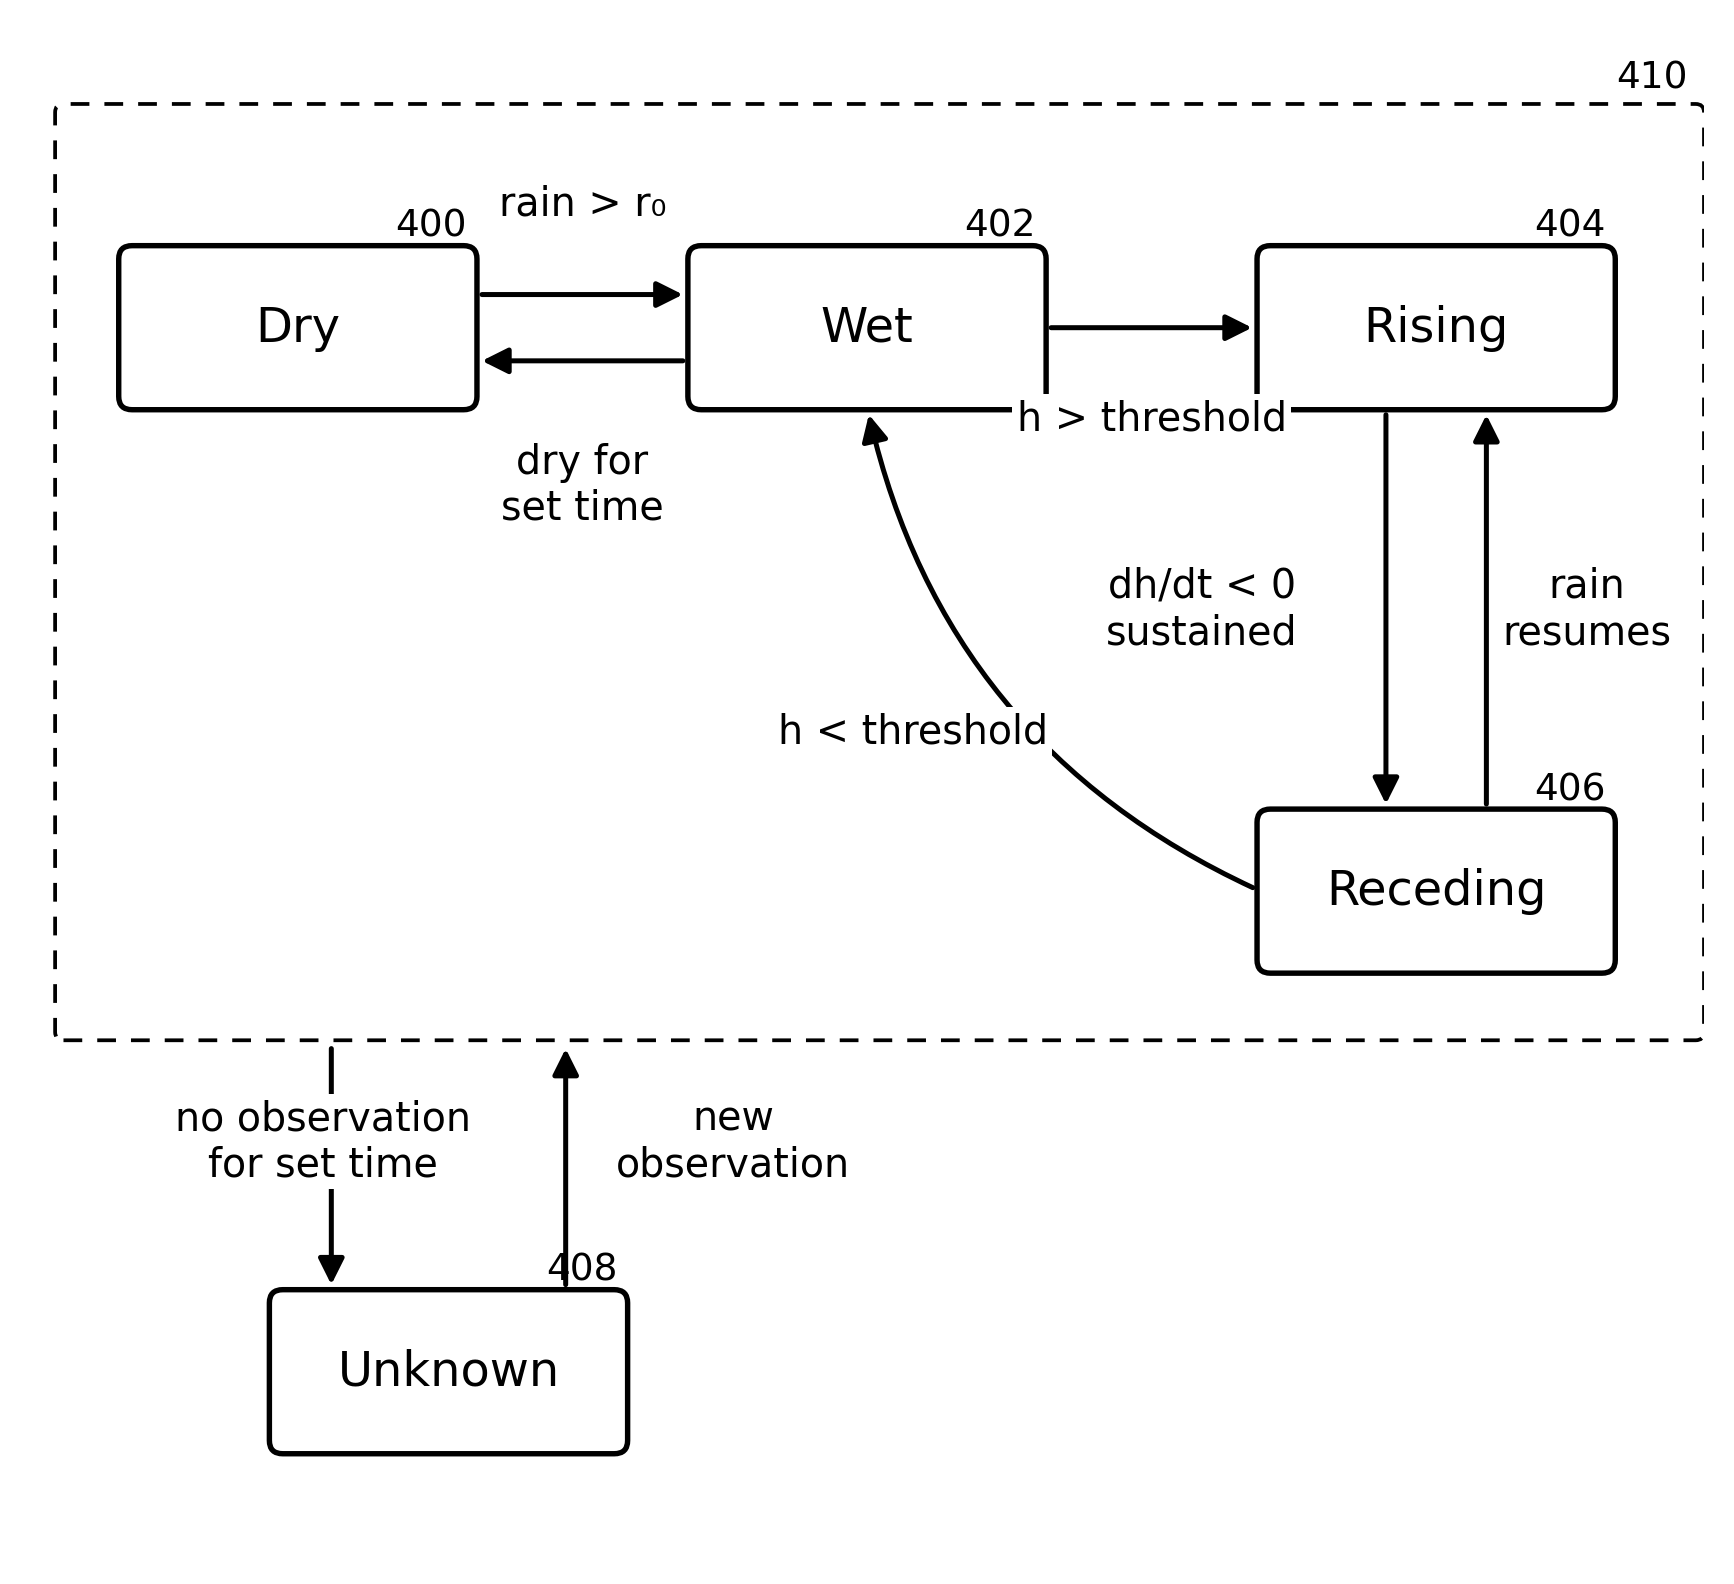 410
rain > r₀
400
402
404
Dry
Wet
Rising
h > threshold
dry for
set time
dh/dt < 0
sustained
rain
resumes
h < threshold
406
Receding
no observation
for set time
new
observation
408
Unknown